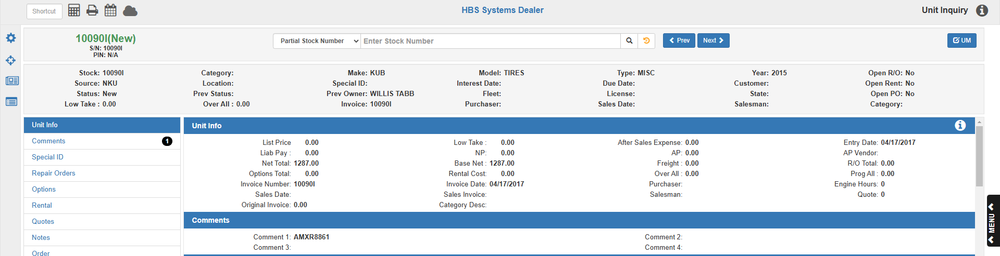 Shortcut HBS Systems Dealer Unit Inquiry
10090I(New)
S/N: 10090I
PIN: N/A
Partial Stock Number Enter Stock Number Prev Next UM
Stock: 10090I Category: Make: KUB Model: TIRES Type: MISC Year: 2015 Open R/O: No
Source: NKU Location: Special ID: Interest Date: Due Date: Customer: Open Rent: No
Status: New Prev Status: Prev Owner: WILLIS TABB Fleet: License: State: Open PO: No
Low Take : 0.00 Over All : 0.00 Invoice: 10090I Purchaser: Sales Date: Salesman: Category:
Unit Info
Comments 1
Special ID
Repair Orders
Options
Rental
Quotes
Notes
Order
Unit Info
List Price 0.00 Low Take : 0.00 After Sales Expense: 0.00 Entry Date: 04/17/2017
Liab Pay : 0.00 NP: 0.00 AP: 0.00 AP Vendor:
Net Total: 1287.00 Base Net : 1287.00 Freight : 0.00 R/O Total: 0.00
Options Total: 0.00 Rental Cost: 0.00 Over All : 0.00 Prog All : 0.00
Invoice Number: 10090I Invoice Date: 04/17/2017 Purchaser: Engine Hours: 0
Sales Date: Sales Invoice: Salesman: Quote: 0
Original Invoice: 0.00 Category Desc:
Comments
Comment 1: AMXR8861 Comment 2:
Comment 3: Comment 4:
MENU